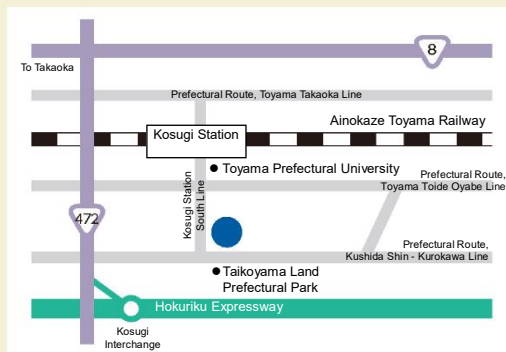 8
To Takaoka
Prefectural Route, Toyama Takaoka Line
Ainokaze Toyama Railway
Kosugi Station
Toyama Prefectural University
Prefectural Route,
Toyama Toide Oyabe Line
Kosugi Station
South Line
472
Prefectural Route,
Kushida Shin - Kurokawa Line
Taikoyama Land
Prefectural Park
Hokuriku Expressway
Kosugi
Interchange